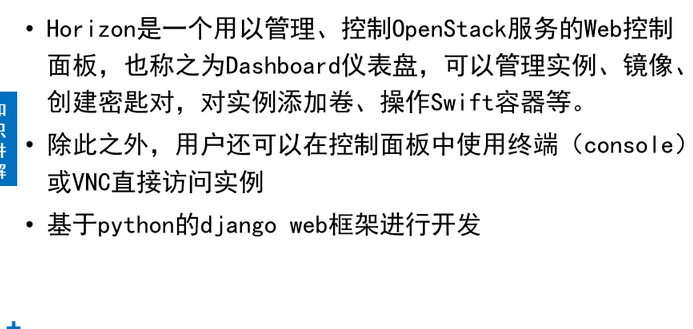 • Horizon是一个用以管理、控制OpenStack服务的Web控制
面板，也称之为Dashboard仪表盘，可以管理实例、镜像、
创建密匙对，对实例添加卷、操作Swift容器等。
• 除此之外，用户还可以在控制面板中使用终端（console）
或VNC直接访问实例
• 基于python的django web框架进行开发
知
识
讲
解